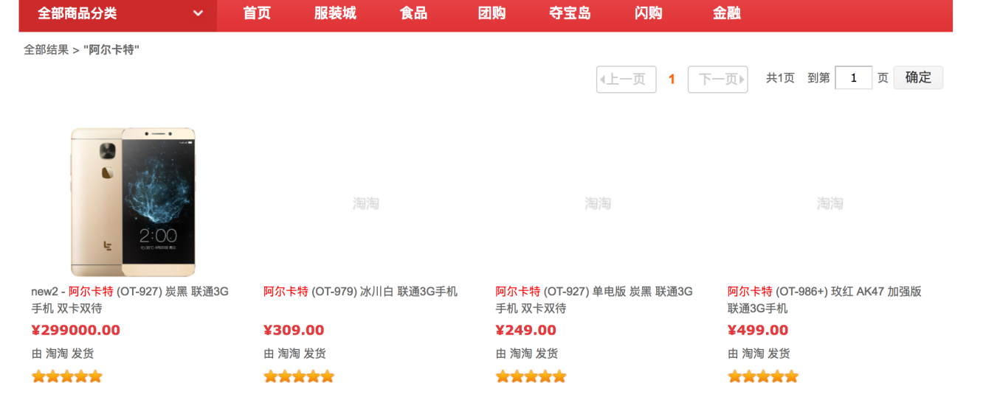 全部商品分类 首页 服装城 食品 团购 夺宝岛 闪购 金融
全部结果 > "阿尔卡特"
上一页 1 下一页 共1页 到第 1 页 确定
2:00
淘淘 淘淘 淘淘
new2 - 阿尔卡特 (OT-927) 炭黑 联通3G
手机 双卡双待
¥299000.00
由 淘淘 发货
阿尔卡特 (OT-979) 冰川白 联通3G手机
¥309.00
由 淘淘 发货
阿尔卡特 (OT-927) 单电版 炭黑 联通3G
手机 双卡双待
¥249.00
由 淘淘 发货
阿尔卡特 (OT-986+) 玫红 AK47 加强版
联通3G手机
¥499.00
由 淘淘 发货